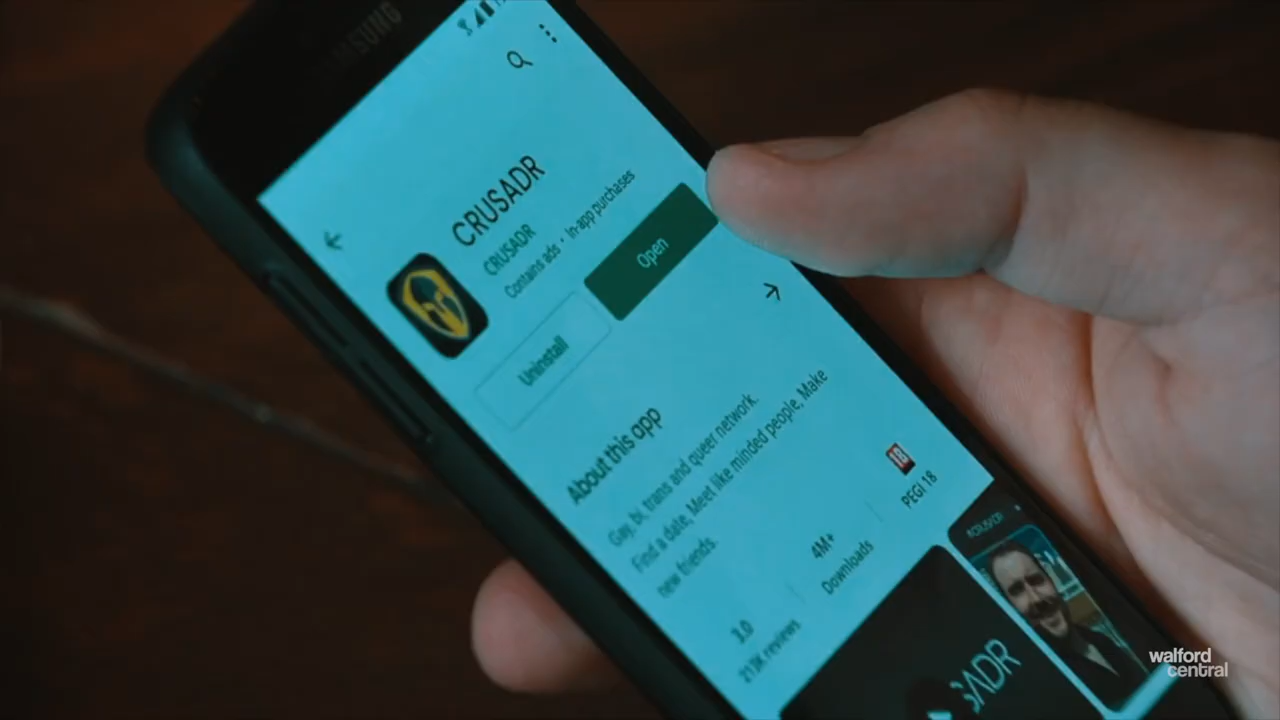 SAMSUNG
CRUSADR
CRUSADR
Contains ads • In-app purchases
Uninstall
Open
About this app
Gay, bi, trans and queer network.
Find a date, Meet like minded people, Make
new friends.
3.0
213K reviews
4M+
Downloads
18
PEGI 18
SADR
walford
central